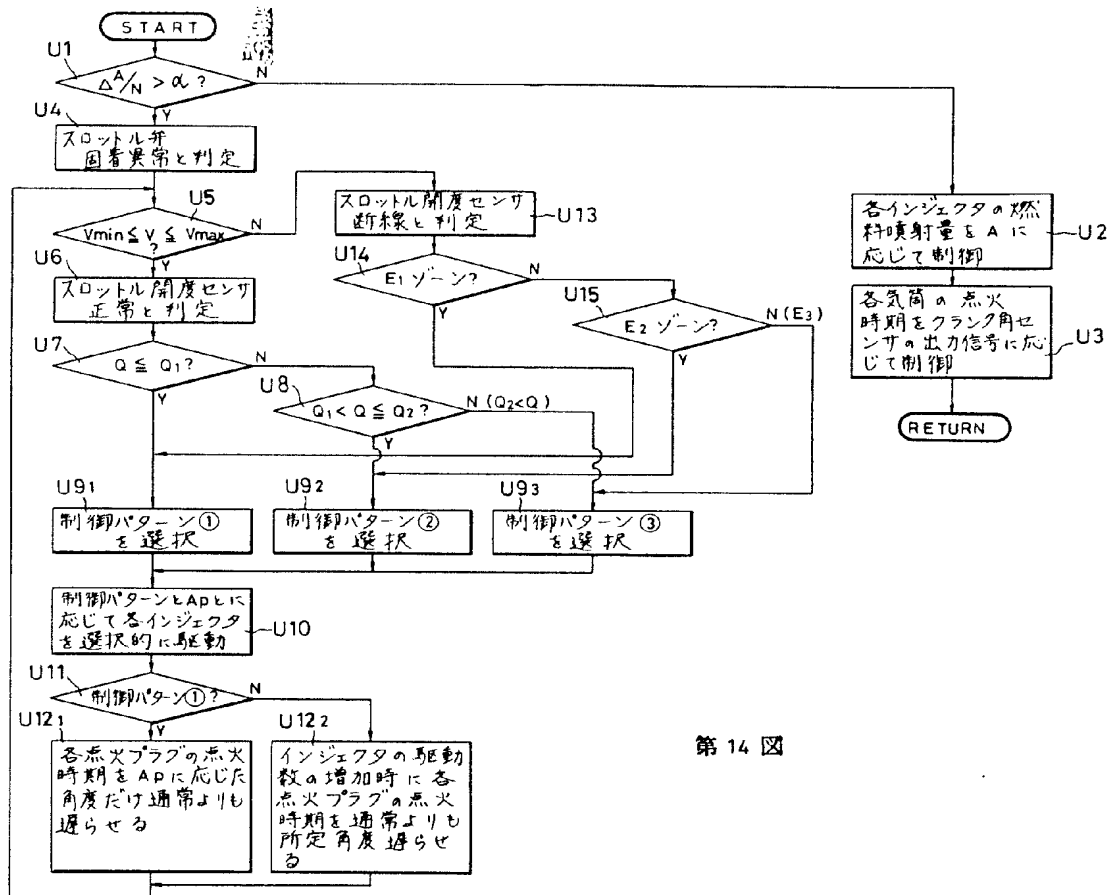 START
U1
ΔA/N > α ?
N
Y
U4
スロットル弁
固着異常と判定
U5
Vmin ≦ V ≦ Vmax
?
N
Y
U6
スロットル開度センサ
正常と判定
U7
Q ≦ Q1 ?
N
Y
U8
Q1 < Q ≦ Q2 ?
N (Q2<Q)
Y
スロットル開度センサ
断線と判定
U13
U14
E1 ゾーン?
N
Y
U15
E2 ゾーン?
N (E3)
Y
各インジェクタの燃
料噴射量をAに
応じて制御
U2
各気筒の点火
時期をクランク角セ
ンサの出力信号に応
じて制御
U3
RETURN
U91
制御パターン①
を選択
U92
制御パターン②
を選択
U93
制御パターン③
を選択
制御パターンとApとに
応じて各インジェクタ
を選択的に駆動
U10
U11
制御パターン①?
N
Y
U121
各点火プラグの点火
時期をApに応じた
角度だけ通常よりも
遅らせる
U122
インジェクタの駆動
数の増加時に各
点火プラグの点火
時期を通常よりも
所定角度遅らせ
る
第14図